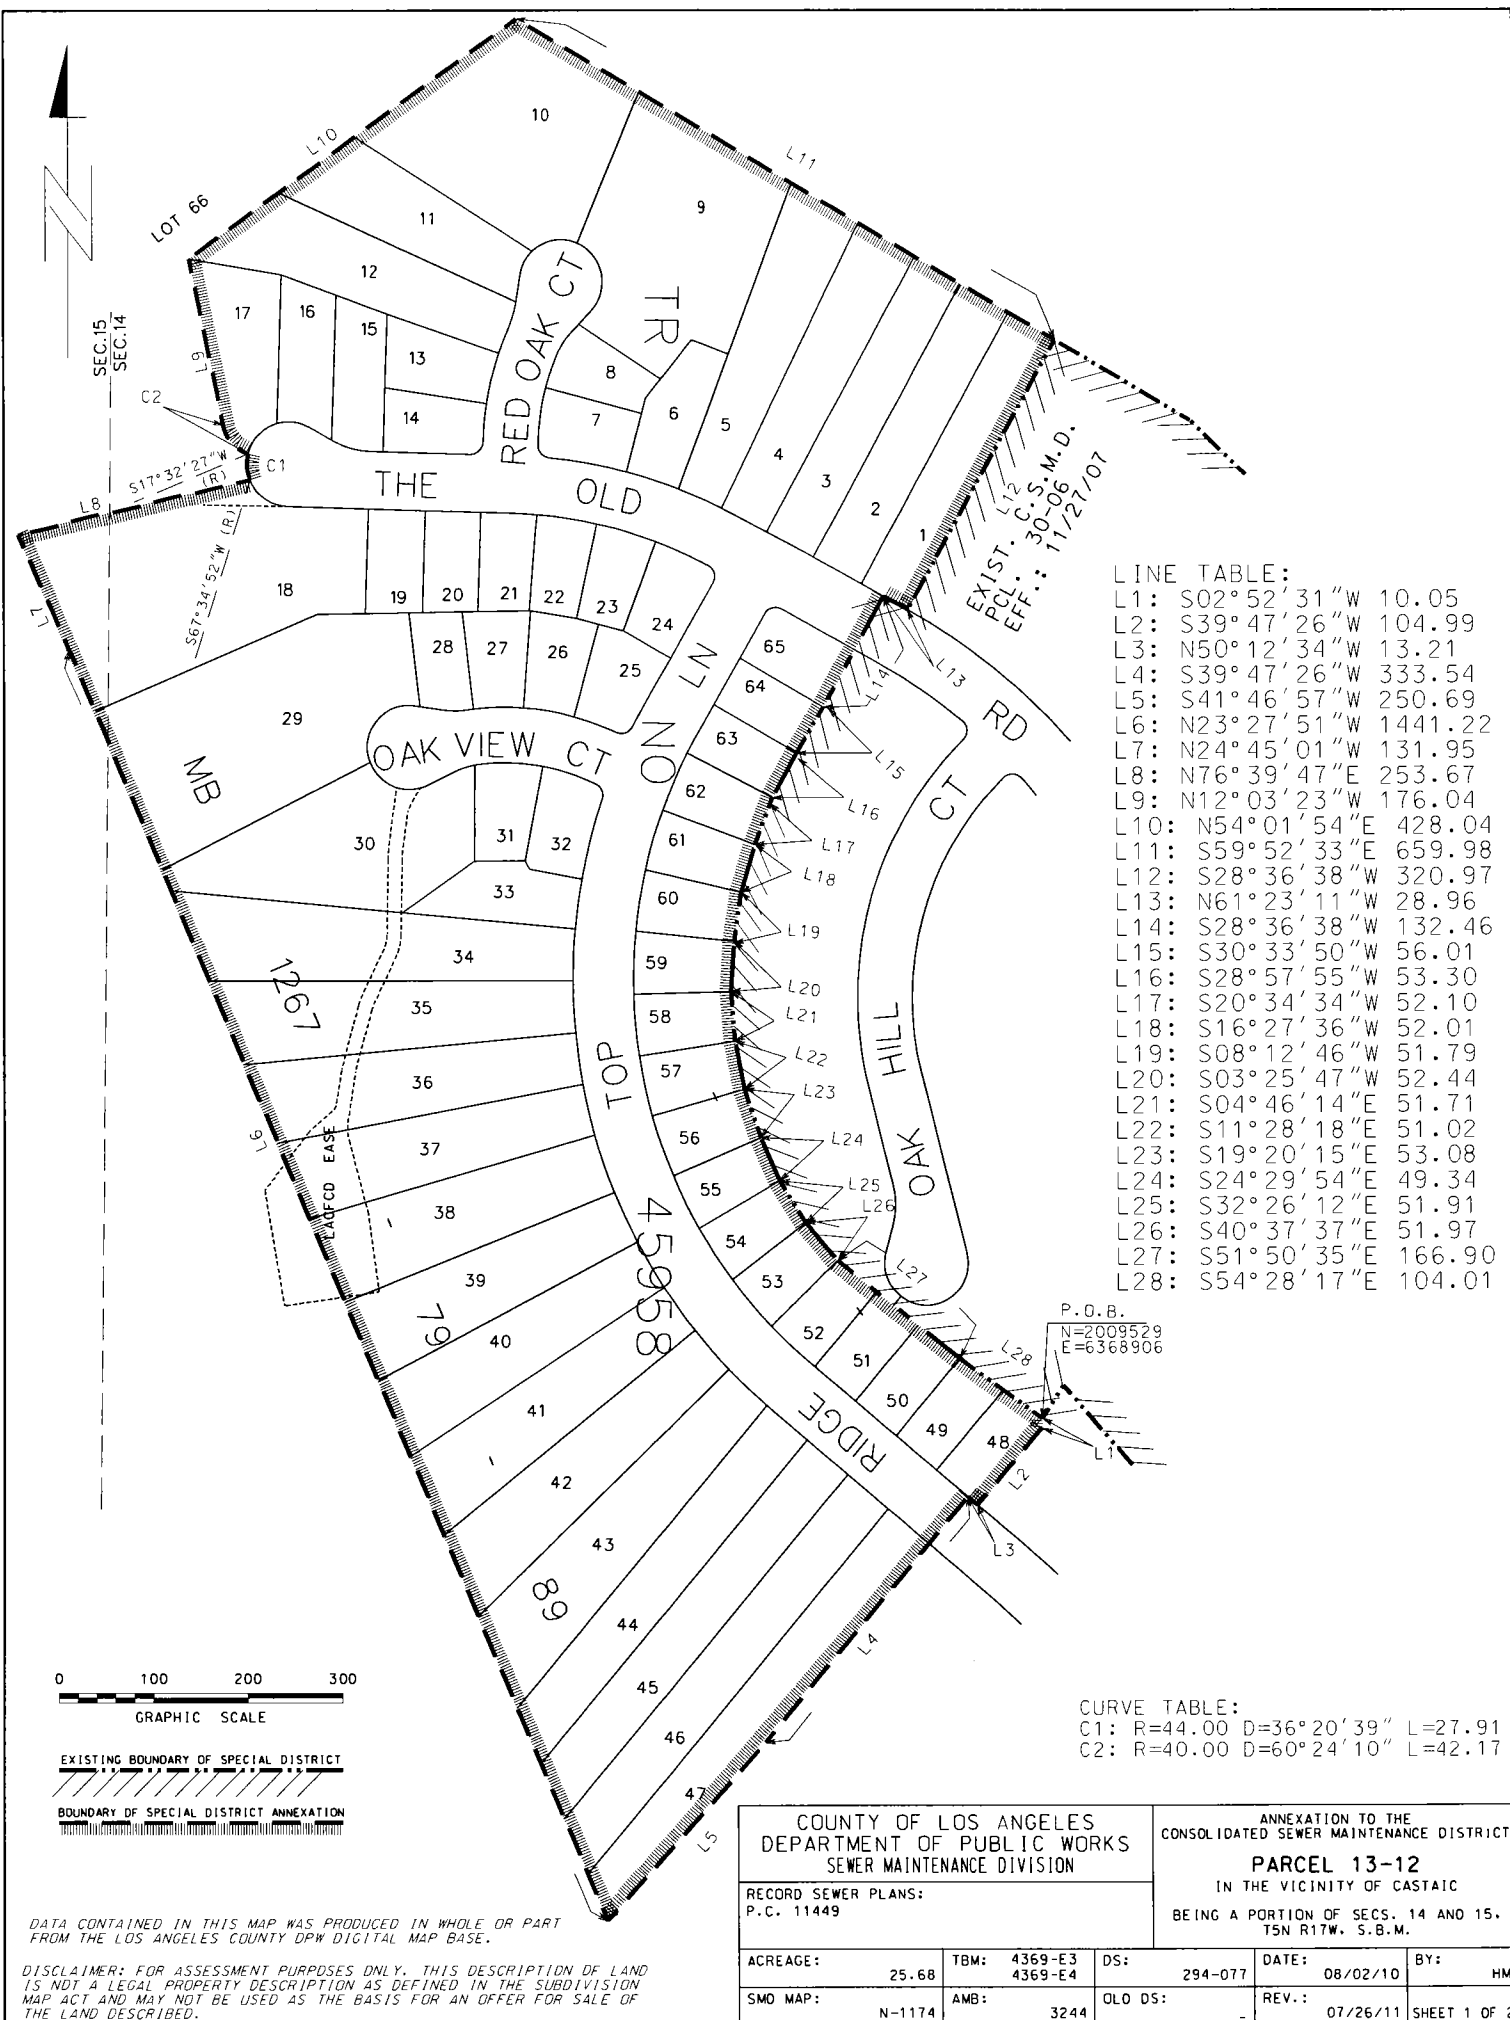 10
L10
L11
11
9
LOT 66
12
RED OAK CT
TR
17
16
15
13
SEC.15
SEC.14
L9
8
C2
14
7
6
5
4
3
2
1
L12
EXIST. C.S.M.D.
PCL. 30-06
EFF.: 11/27/07
S17°32'27"W
(R)
C1
THE OLD RD
L8
S67°34'52"W (R)
L7
18
19
20
21
22
23
24
28
27
26
25
LN
65
64
63
L13
L14
L15
L16
29
OAK VIEW CT
NO
MB
62
61
L17
L18
30
31
32
33
60
L19
34
59
L20
1267
35
58
L21
L22
57
36
TOP
L23
L6
LACFCD EASE
37
56
L24
38
55
L25
L26
54
39
53
L27
OAK HILL CT
79
45958
40
52
51
L28
41
50
49
48
RIDGE
L1
L2
42
43
L3
89
44
45
L4
46
47
L5
LINE TABLE:
L1: S02°52'31"W 10.05
L2: S39°47'26"W 104.99
L3: N50°12'34"W 13.21
L4: S39°47'26"W 333.54
L5: S41°46'57"W 250.69
L6: N23°27'51"W 1441.22
L7: N24°45'01"W 131.95
L8: N76°39'47"E 253.67
L9: N12°03'23"W 176.04
L10: N54°01'54"E 428.04
L11: S59°52'33"E 659.98
L12: S28°36'38"W 320.97
L13: N61°23'11"W 28.96
L14: S28°36'38"W 132.46
L15: S30°33'50"W 56.01
L16: S28°57'55"W 53.30
L17: S20°34'34"W 52.10
L18: S16°27'36"W 52.01
L19: S08°12'46"W 51.79
L20: S03°25'47"W 52.44
L21: S04°46'14"E 51.71
L22: S11°28'18"E 51.02
L23: S19°20'15"E 53.08
L24: S24°29'54"E 49.34
L25: S32°26'12"E 51.91
L26: S40°37'37"E 51.97
L27: S51°50'35"E 166.90
L28: S54°28'17"E 104.01
P.O.B.
N=2009529
E=6368906
0 100 200 300
GRAPHIC SCALE
EXISTING BOUNDARY OF SPECIAL DISTRICT
BOUNDARY OF SPECIAL DISTRICT ANNEXATION
CURVE TABLE:
C1: R=44.00 D=36°20'39" L=27.91
C2: R=40.00 D=60°24'10" L=42.17
DATA CONTAINED IN THIS MAP WAS PRODUCED IN WHOLE OR PART
FROM THE LOS ANGELES COUNTY DPW DIGITAL MAP BASE.
DISCLAIMER: FOR ASSESSMENT PURPOSES ONLY. THIS DESCRIPTION OF LAND
IS NOT A LEGAL PROPERTY DESCRIPTION AS DEFINED IN THE SUBDIVISION
MAP ACT AND MAY NOT BE USED AS THE BASIS FOR AN OFFER FOR SALE OF
THE LAND DESCRIBED.
COUNTY OF LOS ANGELES
DEPARTMENT OF PUBLIC WORKS
SEWER MAINTENANCE DIVISION
RECORD SEWER PLANS:
P.C. 11449
ANNEXATION TO THE
CONSOLIDATED SEWER MAINTENANCE DISTRICT
PARCEL 13-12
IN THE VICINITY OF CASTAIC
BEING A PORTION OF SECS. 14 AND 15,
T5N R17W, S.B.M.
ACREAGE: 25.68
TBM: 4369-E3
4369-E4
DS: 294-077
DATE: 08/02/10
BY: HM
SMD MAP: N-1174
AMB: 3244
OLD DS: -
REV.: 07/26/11
SHEET 1 OF 2